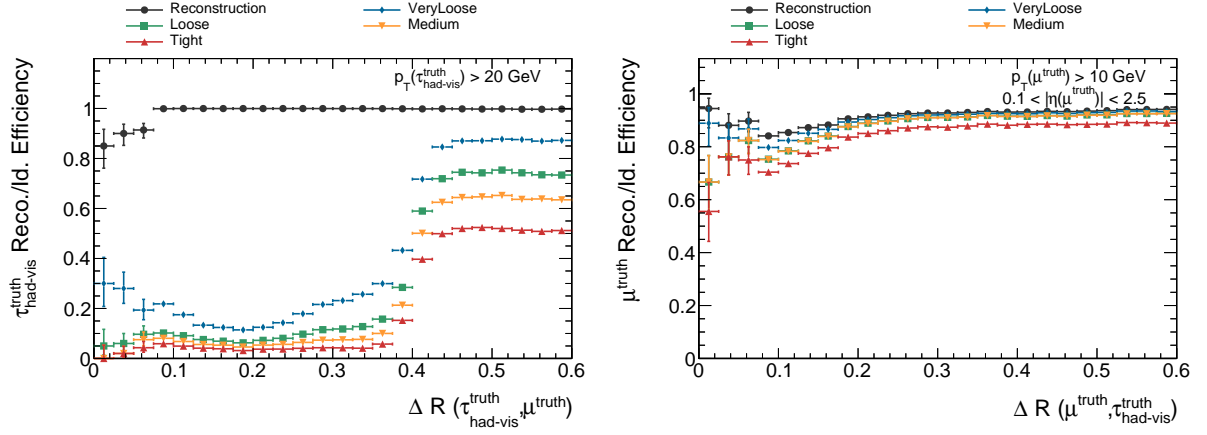 Reconstruction VeryLoose
Loose Medium
Tight
p_T(τ^truth_had-vis) > 20 GeV
τ^truth_had-vis Reco./Id. Efficiency
1
0.8
0.6
0.4
0.2
0
0 0.1 0.2 0.3 0.4 0.5 0.6
Δ R (τ^truth_had-vis,μ^truth)
Reconstruction VeryLoose
Loose Medium
Tight
p_T(μ^truth) > 10 GeV
0.1 < |η(μ^truth)| < 2.5
μ^truth Reco./Id. Efficiency
1
0.8
0.6
0.4
0.2
0
0 0.1 0.2 0.3 0.4 0.5 0.6
Δ R (μ^truth,τ^truth_had-vis)